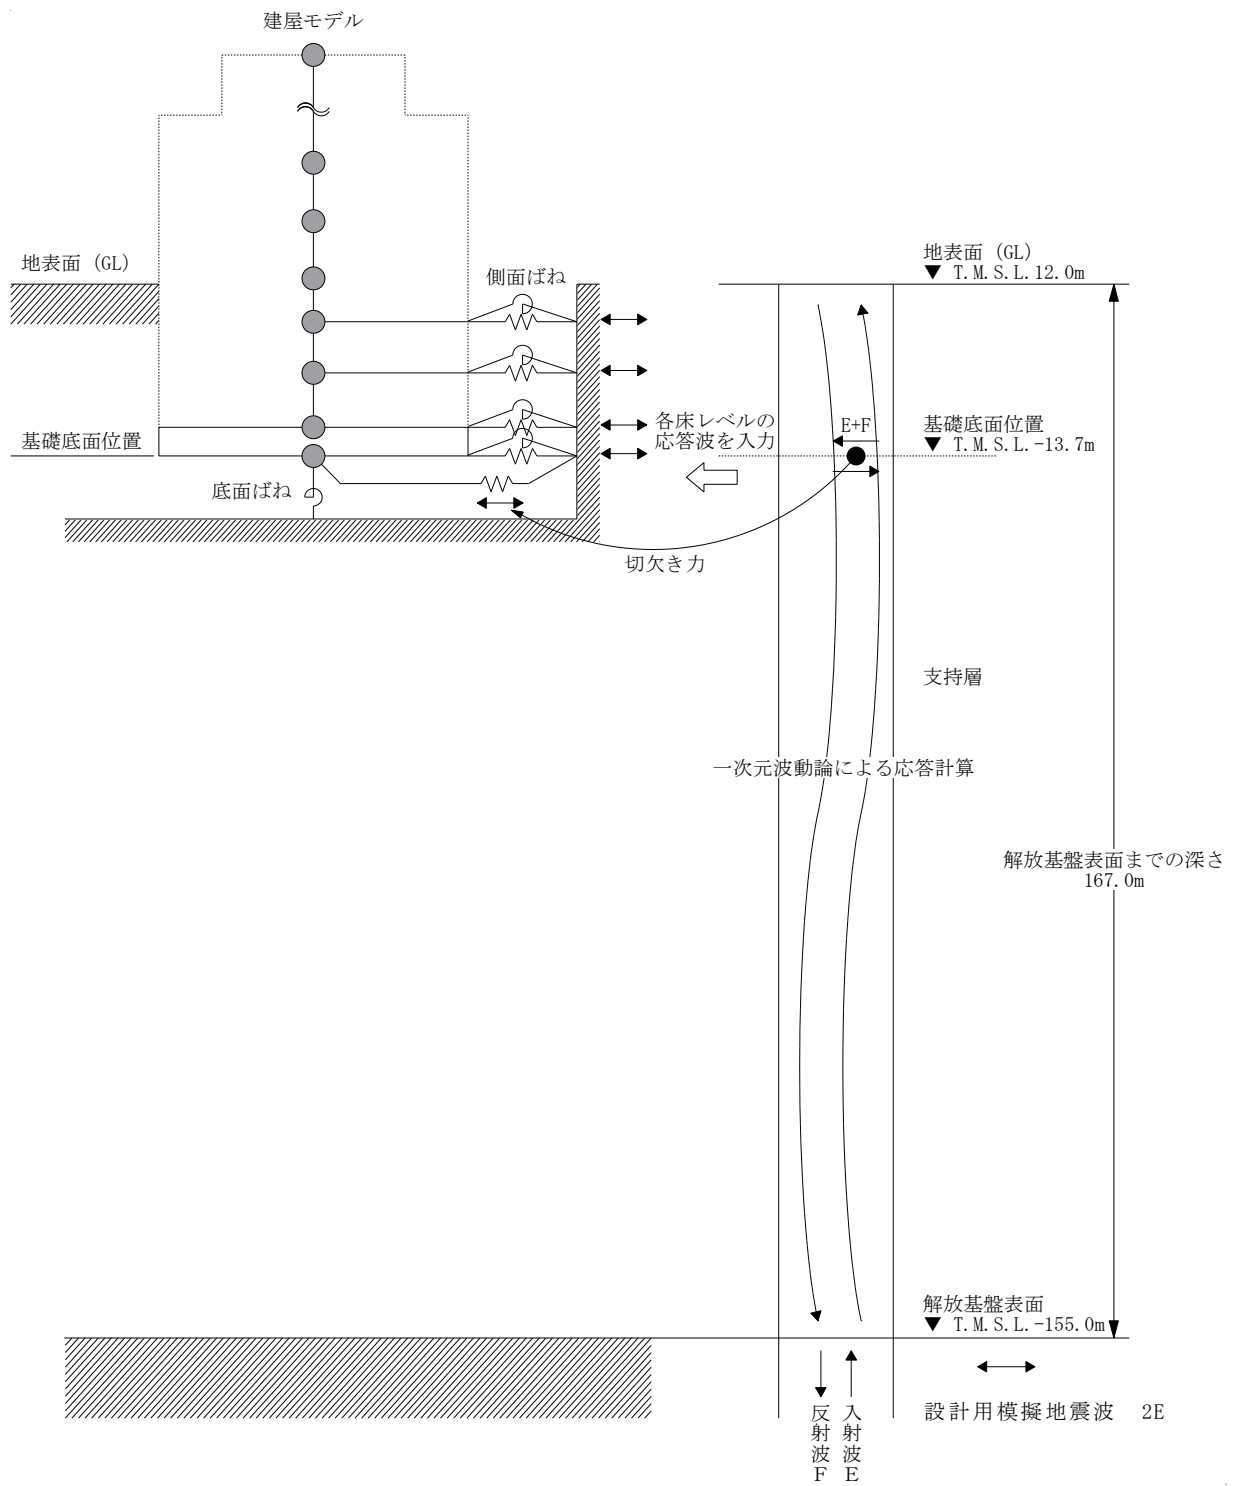 建屋モデル
地表面 (GL)
側面ばね
地表面 (GL)
▼ T.M.S.L.12.0m
各床レベルの
応答波を入力
E+F
基礎底面位置
▼ T.M.S.L.-13.7m
基礎底面位置
底面ばね
切欠き力
支持層
一次元波動論による応答計算
解放基盤表面までの深さ
167.0m
解放基盤表面
▼ T.M.S.L.-155.0m
設計用模擬地震波 2E
反射波F
入射波E